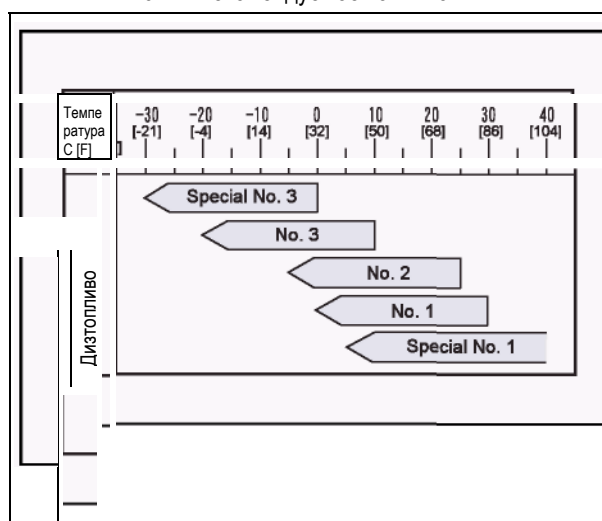 Темпе
ратура
C [F]
-30 -20 -10 0 10 20 30 40
[-21] [-4] [14] [32] [50] [68] [86] [104]
Special No. 3
No. 3
No. 2
No. 1
Special No. 1
Дизтопливо